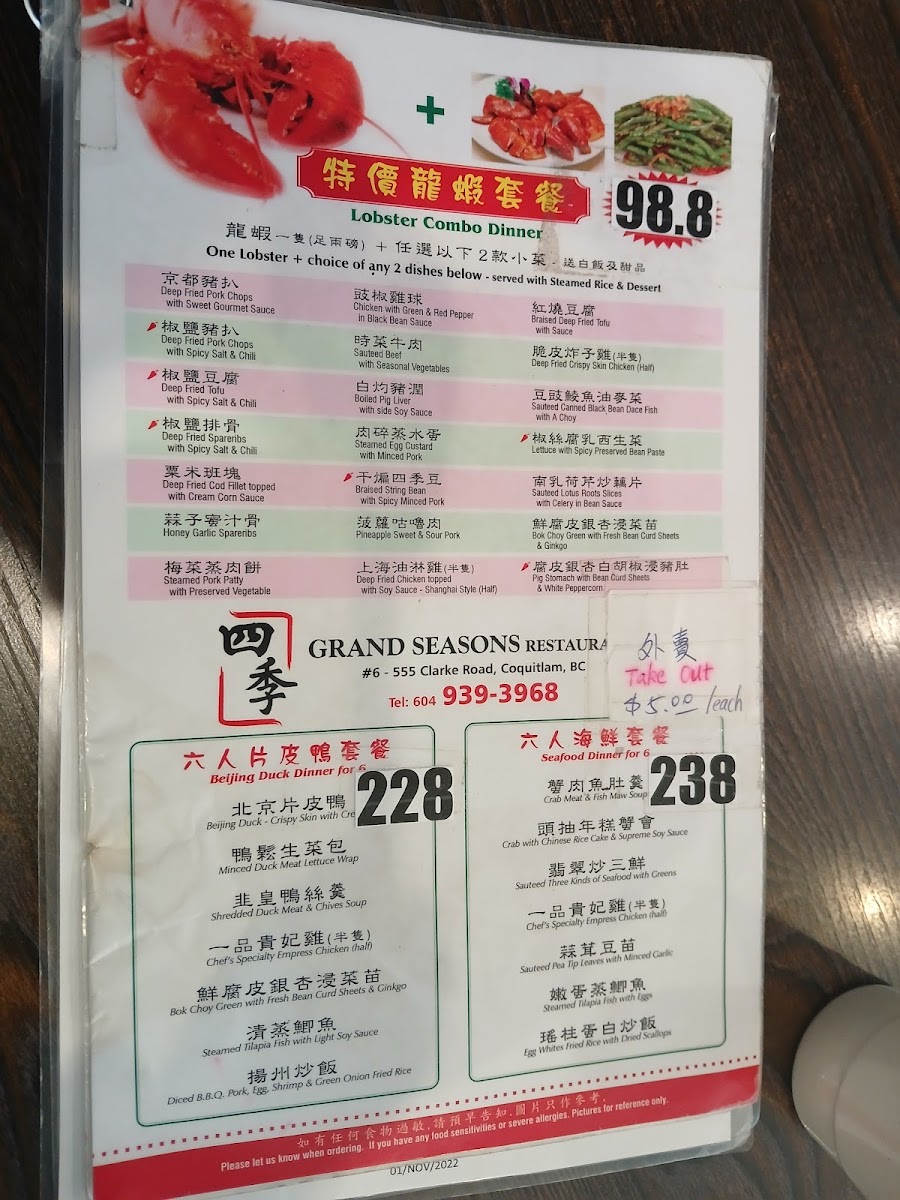 特價龍蝦套餐
98.8
Lobster Combo Dinner
龍蝦一隻(足兩磅) + 任選以下2款小菜 - 送白飯及甜品
One Lobster + choice of any 2 dishes below - served with Steamed Rice & Dessert
京都豬扒
Deep Fried Pork Chops
with Sweet Gourmet Sauce
椒鹽豬扒
Deep Fried Pork Chops
with Spicy Salt & Chili
椒鹽豆腐
Deep Fried Tofu
with Spicy Salt & Chili
椒鹽排骨
Deep Fried Spareribs
with Spicy Salt & Chili
粟米班塊
Deep Fried Cod Fillet topped
with Cream Corn Sauce
蒜子蜜汁骨
Honey Garlic Spareribs
梅菜蒸肉餅
Steamed Pork Patty
with Preserved Vegetable
豉椒雞球
Chicken with Green & Red Pepper
in Black Bean Sauce
時菜牛肉
Sauteed Beef
with Seasonal Vegetables
白灼豬潤
Boiled Pig Liver
with side Soy Sauce
肉碎蒸水蛋
Steamed Egg Custard
with Minced Pork
干煸四季豆
Braised String Bean
with Spicy Minced Pork
菠蘿咕嚕肉
Pineapple Sweet & Sour Pork
上海油淋雞(半隻)
Deep Fried Chicken topped
with Soy Sauce - Shanghai Style (Half)
紅燒豆腐
Braised Deep Fried Tofu
with Sauce
脆皮炸子雞(半隻)
Deep Fried Crispy Skin Chicken (Half)
豆豉鯪魚油麥菜
Sauteed Canned Black Bean Dace Fish
with A Choy
椒絲腐乳西生菜
Lettuce with Spicy Preserved Bean Paste
南乳荷芹炒藕片
Sauteed Lotus Roots Slices
with Celery in Bean Sauce
鮮腐皮銀杏浸菜苗
Bok Choy Green with Fresh Bean Curd Sheets
& Ginkgo
腐皮銀杏白胡椒浸豬肚
Pig Stomach with Bean Curd Sheets
& White Peppercorn
四季
GRAND SEASONS RESTAURA
#6 - 555 Clarke Road, Coquitlam, BC
Tel: 604 939-3968
外賣
Take Out
$5.00 /each
六人片皮鴨套餐
Beijing Duck Dinner for 6
228
北京片皮鴨
Beijing Duck - Crispy Skin with Cre
鴨鬆生菜包
Minced Duck Meat Lettuce Wrap
韭皇鴨絲羹
Shredded Duck Meat & Chives Soup
一品貴妃雞(半隻)
Chef's Specialty Empress Chicken (half)
鮮腐皮銀杏浸菜苗
Bok Choy Green with Fresh Bean Curd Sheets & Ginkgo
清蒸鯽魚
Steamed Tilapia Fish with Light Soy Sauce
揚州炒飯
Diced B.B.Q. Pork, Egg, Shrimp & Green Onion Fried Rice
六人海鮮套餐
Seafood Dinner for 6
238
蟹肉魚肚羹
Crab Meat & Fish Maw Soup
頭抽年糕蟹會
Crab with Chinese Rice Cake & Supreme Soy Sauce
翡翠炒三鮮
Sauteed Three Kinds of Seafood with Greens
一品貴妃雞(半隻)
Chef's Specialty Empress Chicken (half)
蒜茸豆苗
Sauteed Pea Tip Leaves with Minced Garlic
嫩蛋蒸鯽魚
Steamed Tilapia Fish with Eggs
瑤柱蛋白炒飯
Egg Whites Fried Rice with Dried Scallops
如有任何食物過敏,請預早告知.圖片只作參考.
Please let us know when ordering. If you have any food sensitivities or severe allergies. Pictures for reference only.
01/NOV/2022